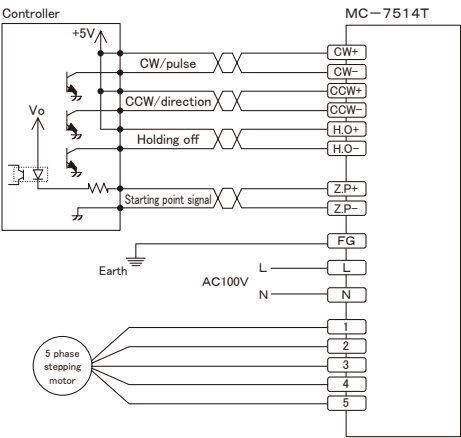 Controller
MC-7514T
+5V
CW+
CW/pulse
CW-
CCW+
CCW/direction
CCW-
Vo
H.O+
Holding off
H.O-
Z.P+
Starting point signal
Z.P-
FG
Earth
L
L
AC100V
N
N
1
2
3
4
5
5 phase
stepping
motor